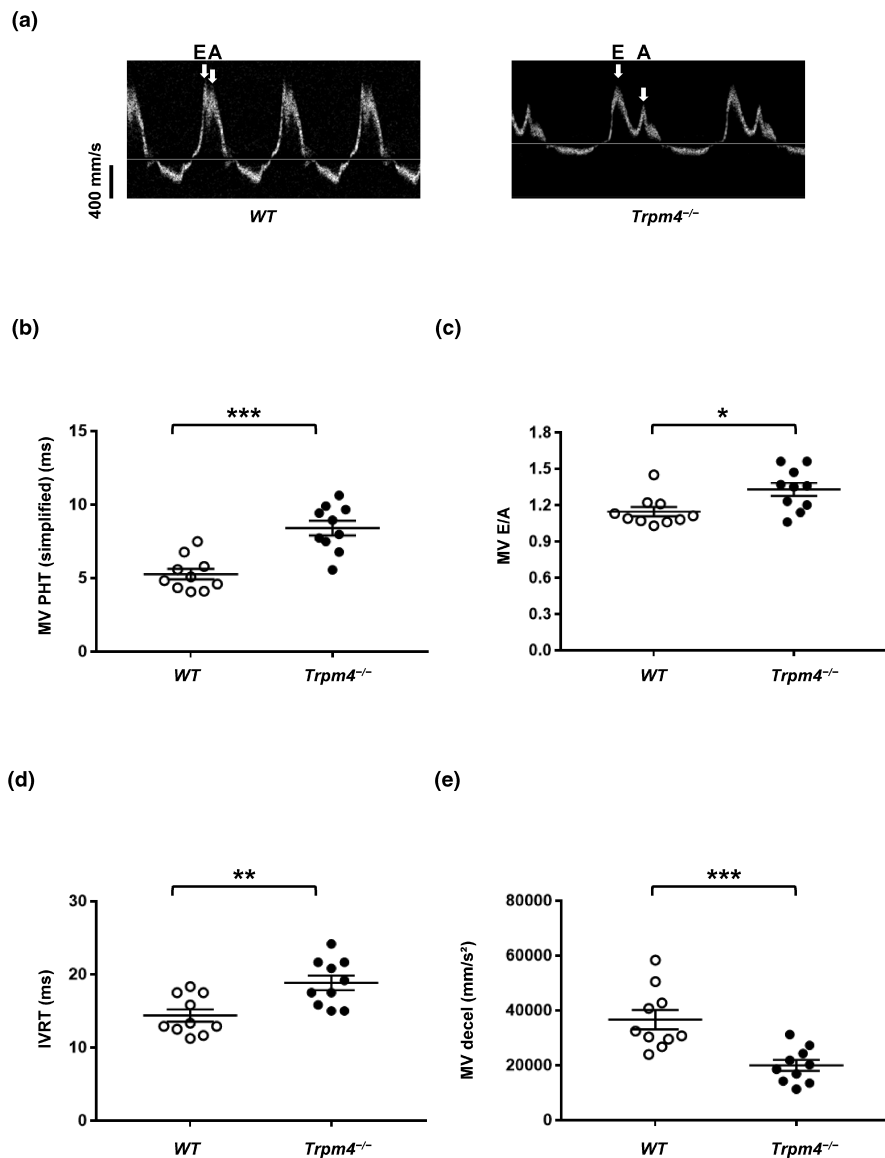 (a)
E A E A
400 mm/s
WT Trpm4−/−
(b) (c)
*** *
MV PHT (simplified) (ms)
15
10
5
0
WT Trpm4−/−
MV E/A
1.8
1.5
1.2
0.9
0.6
0.3
0.0
WT Trpm4−/−
(d) (e)
** ***
IVRT (ms)
30
20
10
0
WT Trpm4−/−
MV decel (mm/s²)
80000
60000
40000
20000
0
WT Trpm4−/−